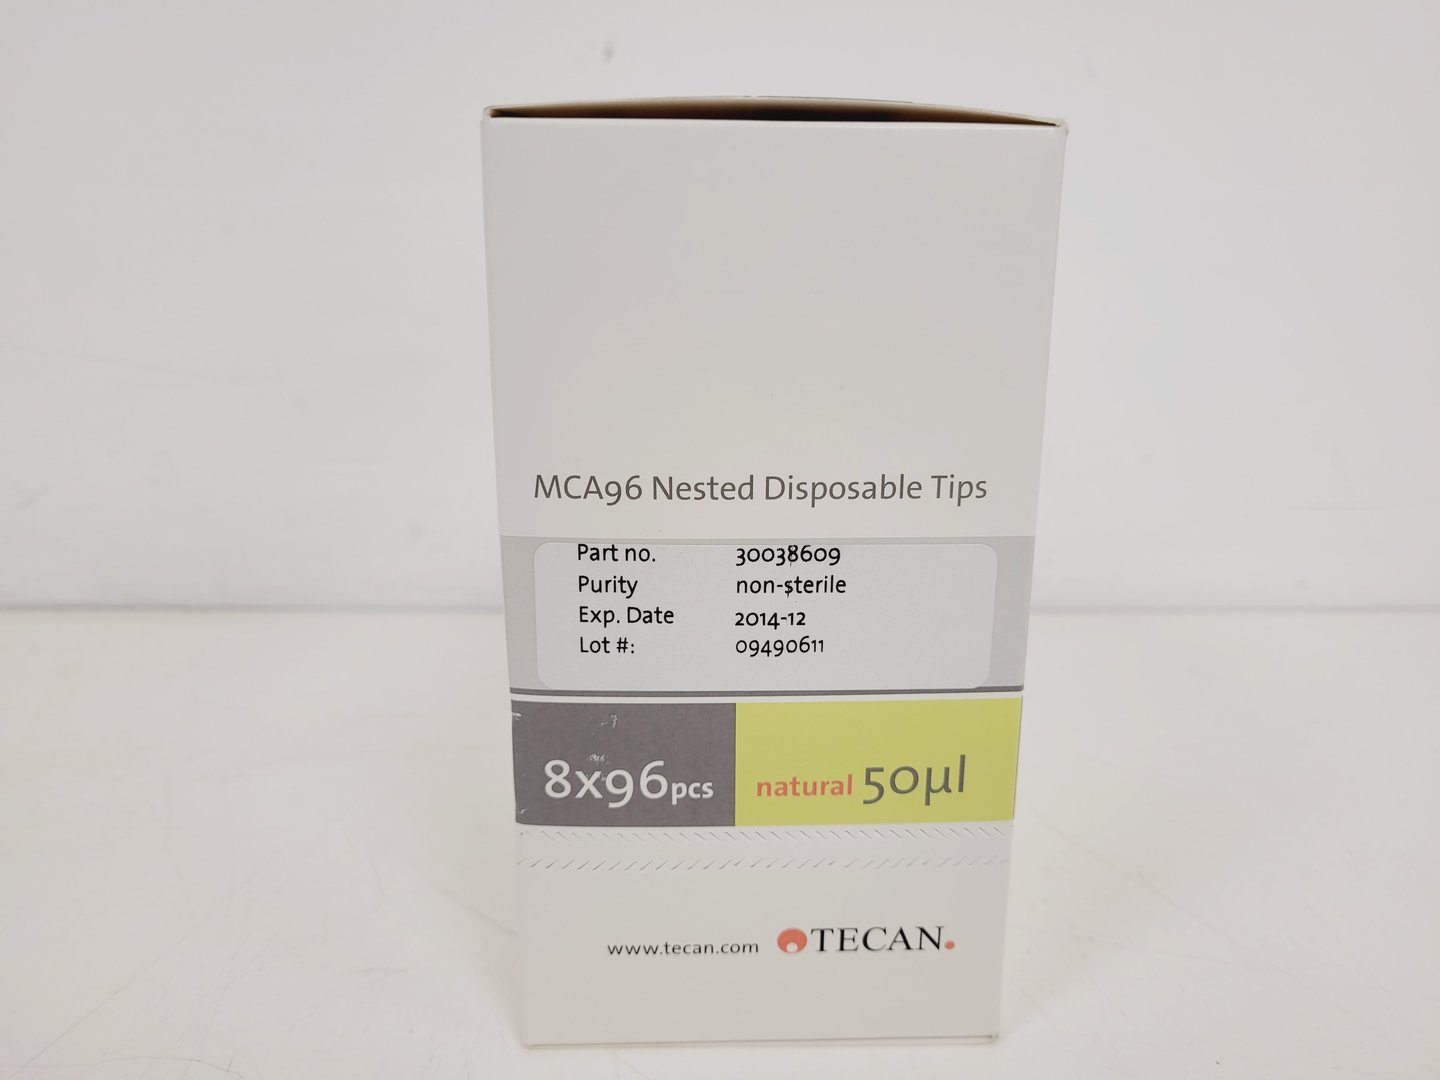 MCA96 Nested Disposable Tips
Part no. 30038609
Purity non-sterile
Exp. Date 2014-12
Lot #: 09490611
8x96pcs natural 50µl
www.tecan.com TECAN.